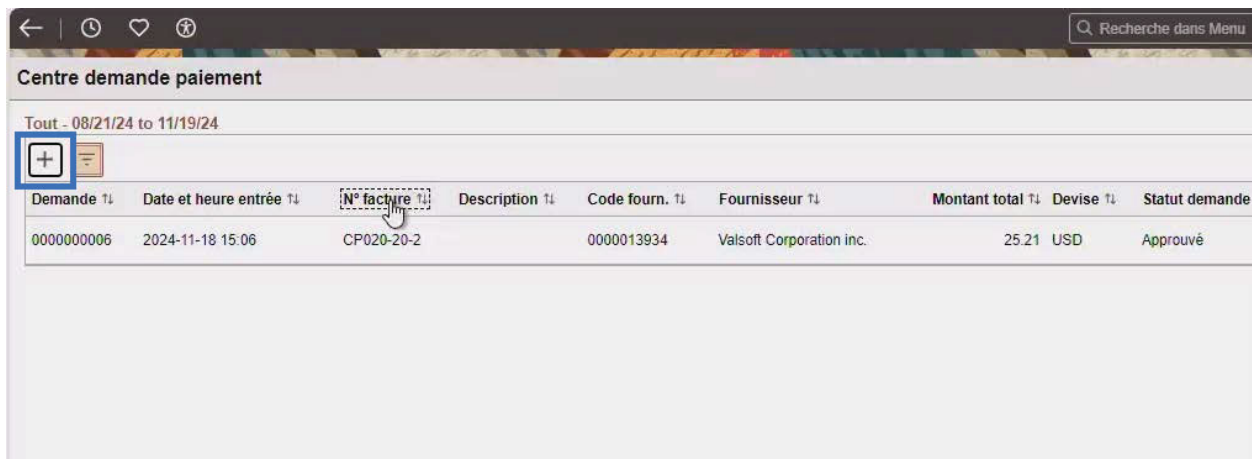 Recherche dans Menu
Centre demande paiement
Tout - 08/21/24 to 11/19/24
Demande Date et heure entrée N° facture Description Code fourn. Fournisseur Montant total Devise Statut demande
0000000006 2024-11-18 15:06 CP020-20-2 0000013934 Valsoft Corporation inc. 25.21 USD Approuvé